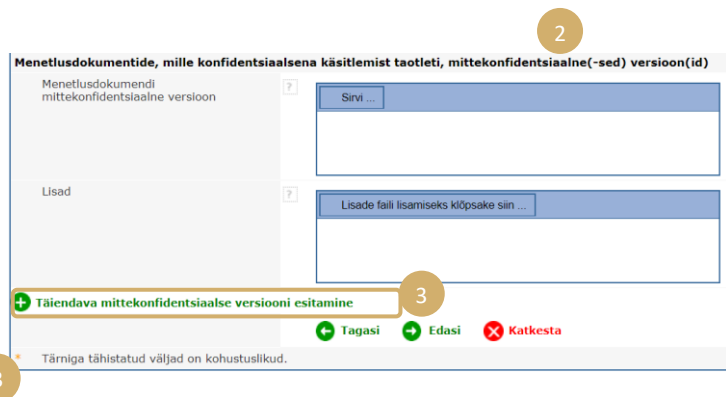 2
Menetlusdokumentide, mille konfidentsiaalsena käsitlemist taotleti, mittekonfidentsiaalne(-sed) versioon(id)
Menetlusdokumendi
mittekonfidentsiaalne versioon
?
Sirvi ...
Lisad
?
Lisade faili lisamiseks klõpsake siin ...
Täiendava mittekonfidentsiaalse versiooni esitamine
3
Tagasi
Edasi
Katkesta
* Tärniga tähistatud väljad on kohustuslikud.